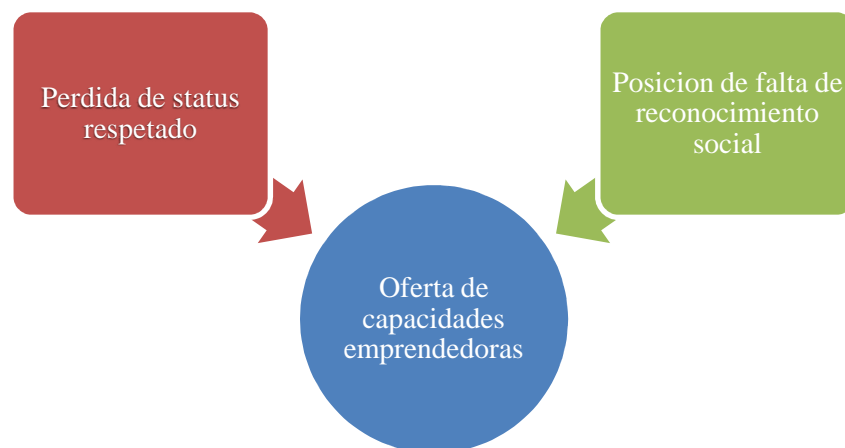 Perdida de status
respetado
Posicion de falta de
reconocimiento
social
Oferta de
capacidades
emprendedoras